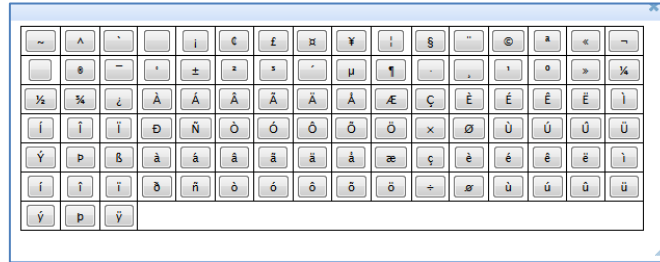 ~ ^ ` ¡ ¢ £ ¤ ¥ ¦ § ¨ © ª « ¬
® ¯ ° ± ² ³ ´ µ ¶ · ¸ ¹ º » ¼
½ ¾ ¿ À Á Â Ã Ä Å Æ Ç È É Ê Ë Ì
Í Î Ï Ð Ñ Ò Ó Ô Õ Ö × Ø Ù Ú Û Ü
Ý Þ ß à á â ã ä å æ ç è é ê ë ì
í î ï ð ñ ò ó ô õ ö ÷ ø ù ú û ü
ý þ ÿ